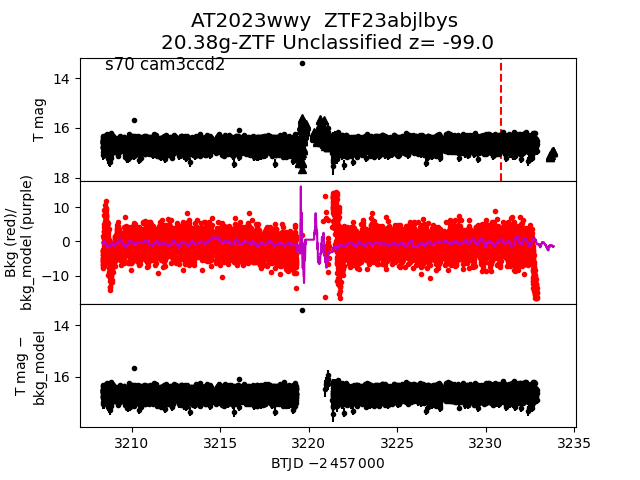 AT2023wwy  ZTF23abjlbys
20.38g-ZTF Unclassified z= -99.0
s70 cam3ccd2
T mag
14
16
18
Bkg (red)/
bkg_model (purple)
10
0
−10
T mag −
bkg_model
14
16
3210
3215
3220
3225
3230
3235
BTJD −2 457 000